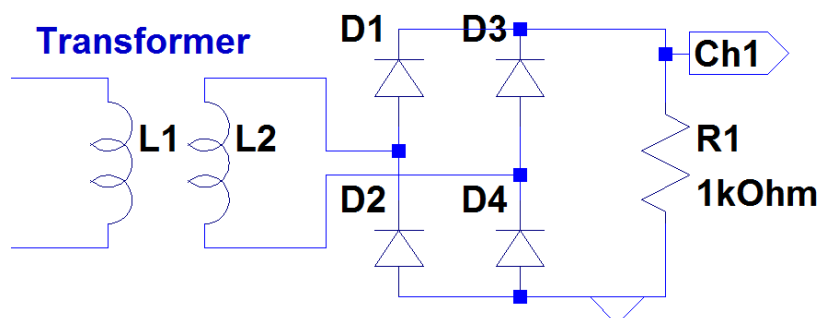 Transformer
D1
D3
Ch1
L1
L2
R1
1kOhm
D2
D4